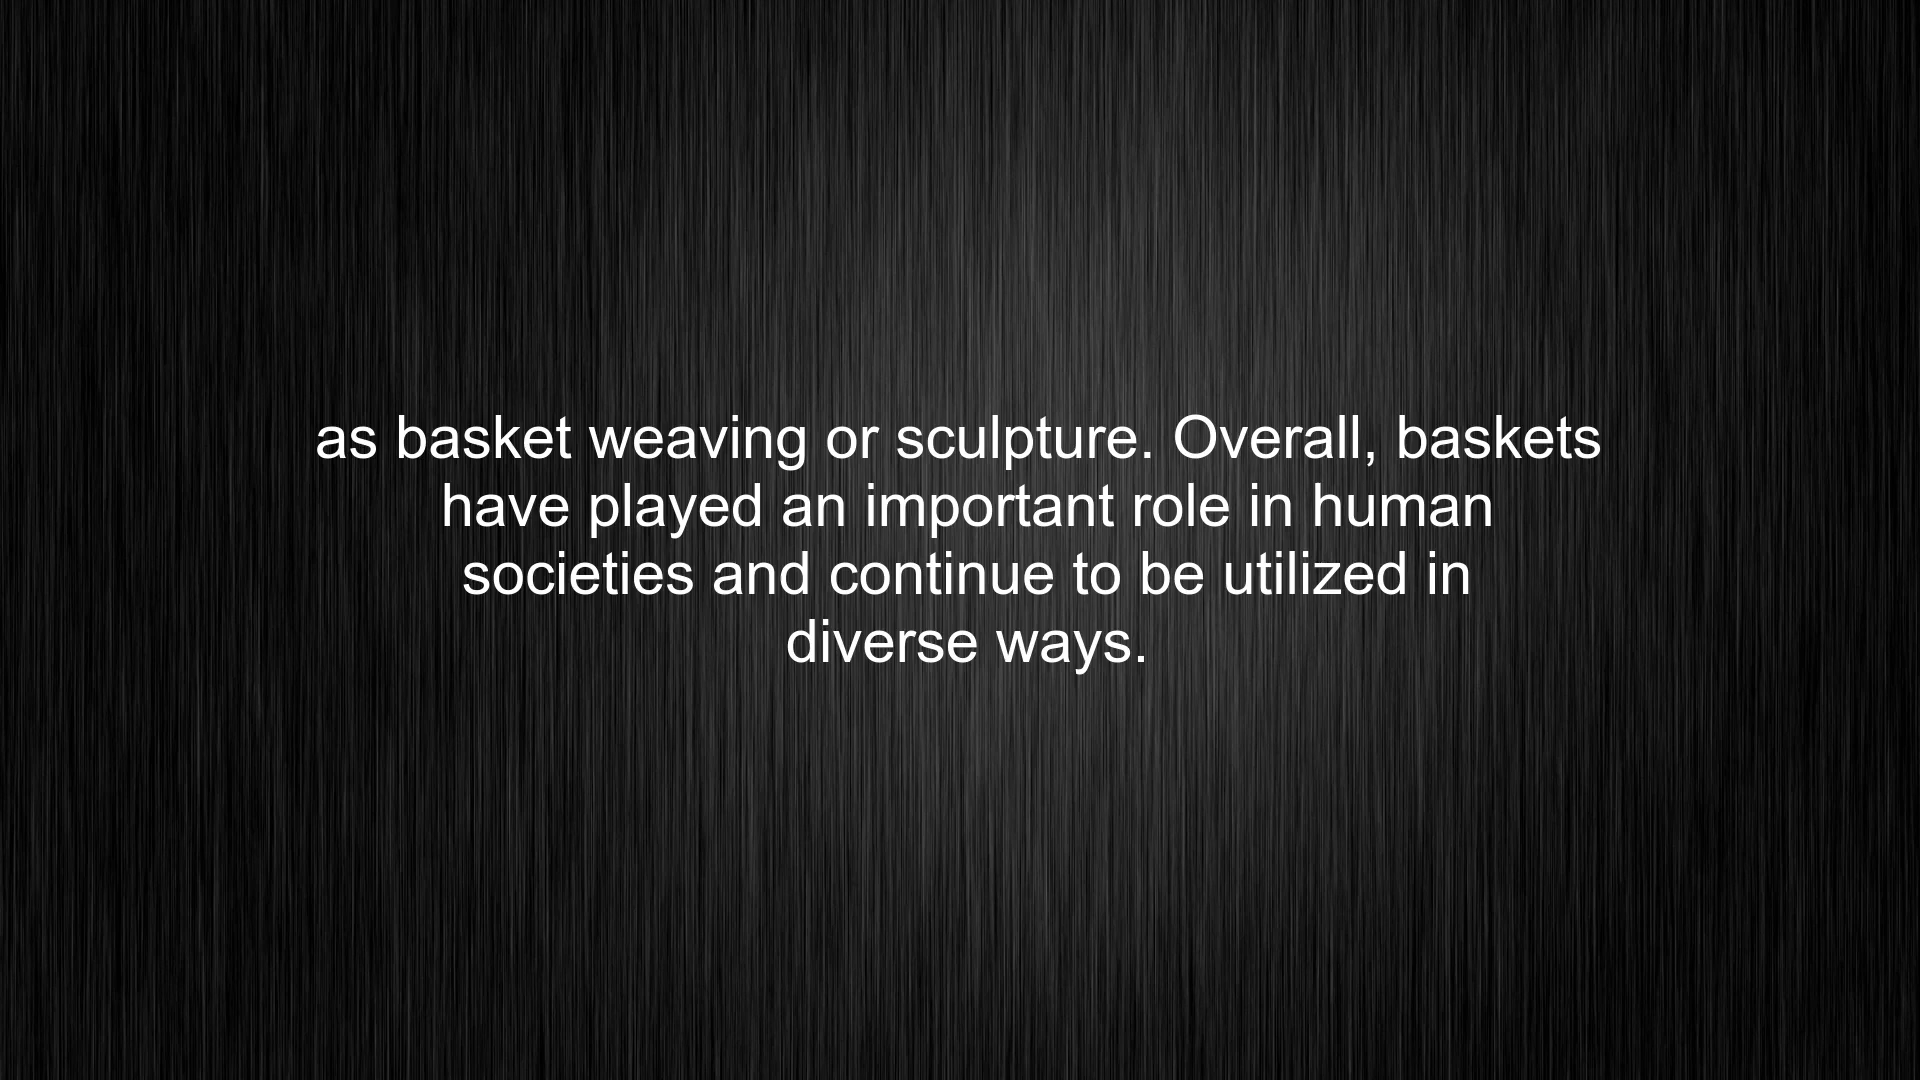 as basket weaving or sculpture. Overall, baskets
have played an important role in human
societies and continue to be utilized in
diverse ways.